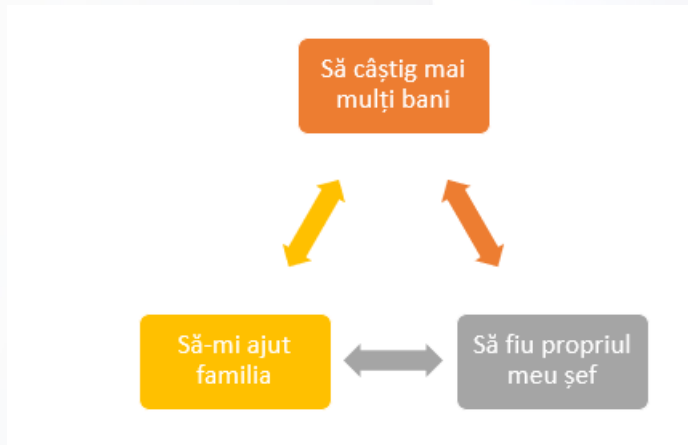 Să câștig mai
mulți bani
Să-mi ajut
familia
Să fiu propriul
meu șef